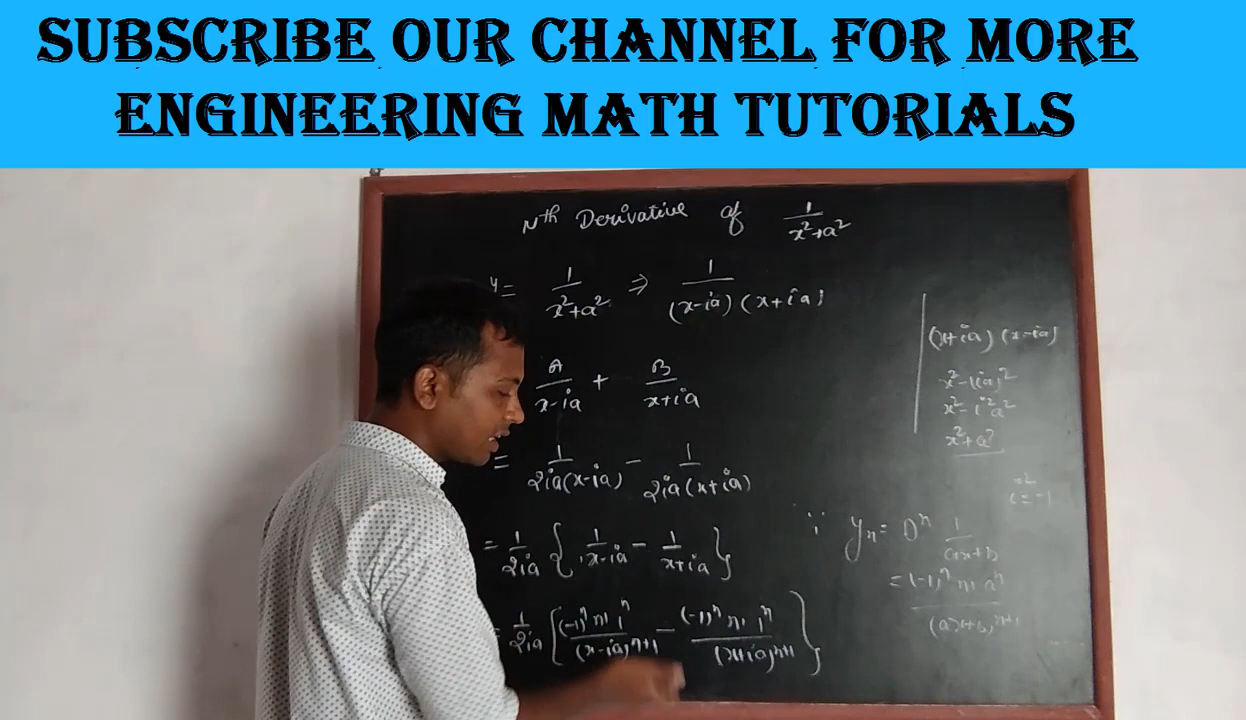 SUBSCRIBE OUR CHANNEL FOR MORE
ENGINEERING MATH TUTORIALS
Nth Derivative of 1/(x²+a²)
y = 1/(x²+a²) ⇒ 1/((x-ia)(x+ia))
A/(x-ia) + B/(x+ia)
= 1/(2ia(x-ia)) - 1/(2ia(x+ia))
= 1/(2ia) { 1/(x-ia) - 1/(x+ia) }
= 1/(2ia) [ (-1)ⁿ n! 1ⁿ/(x-ia)ⁿ⁺¹ - (-1)ⁿ n! 1ⁿ/(x+ia)ⁿ⁺¹ }
(x+ia)(x-ia)
x²-(ia)²
x²-i²a²
x²+a²
i²=-1
∵ yₙ = Dⁿ 1/(ax+b)
= (-1)ⁿ n! aⁿ/(ax+b)ⁿ⁺¹